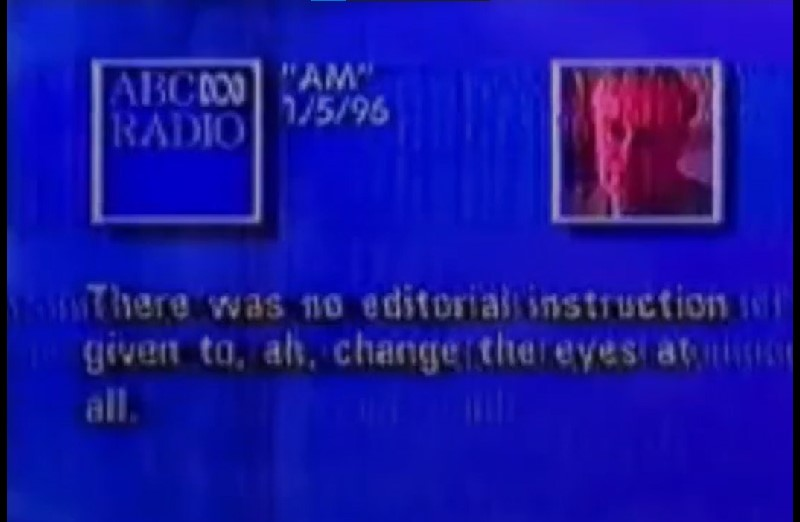 ABC
RADIO
"AM"
1/5/96
There was no editorial instruction
given to, ah, change the eyes at
all.